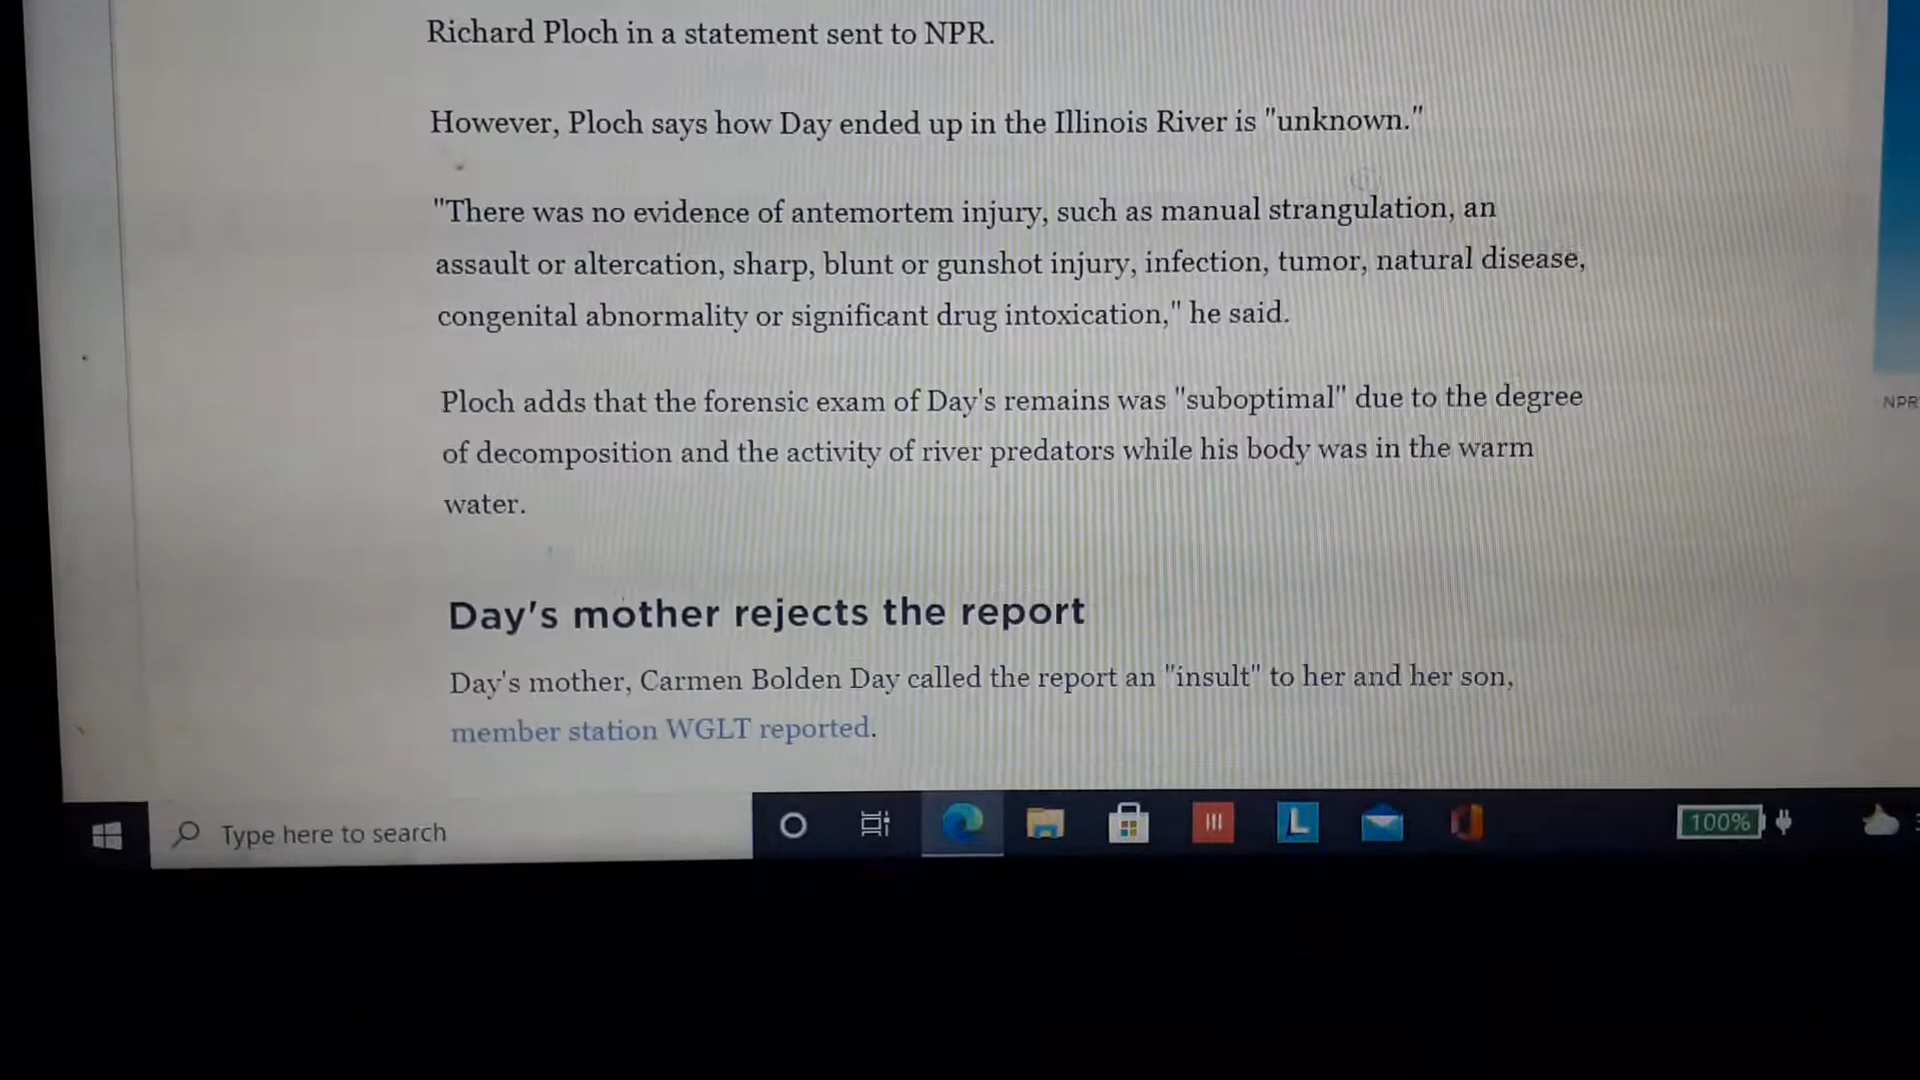 Richard Ploch in a statement sent to NPR.
However, Ploch says how Day ended up in the Illinois River is "unknown."
"There was no evidence of antemortem injury, such as manual strangulation, an
assault or altercation, sharp, blunt or gunshot injury, infection, tumor, natural disease,
congenital abnormality or significant drug intoxication," he said.
Ploch adds that the forensic exam of Day's remains was "suboptimal" due to the degree
of decomposition and the activity of river predators while his body was in the warm
water.
NPR
Day's mother rejects the report
Day's mother, Carmen Bolden Day called the report an "insult" to her and her son,
member station WGLT reported.
Type here to search
L
100%